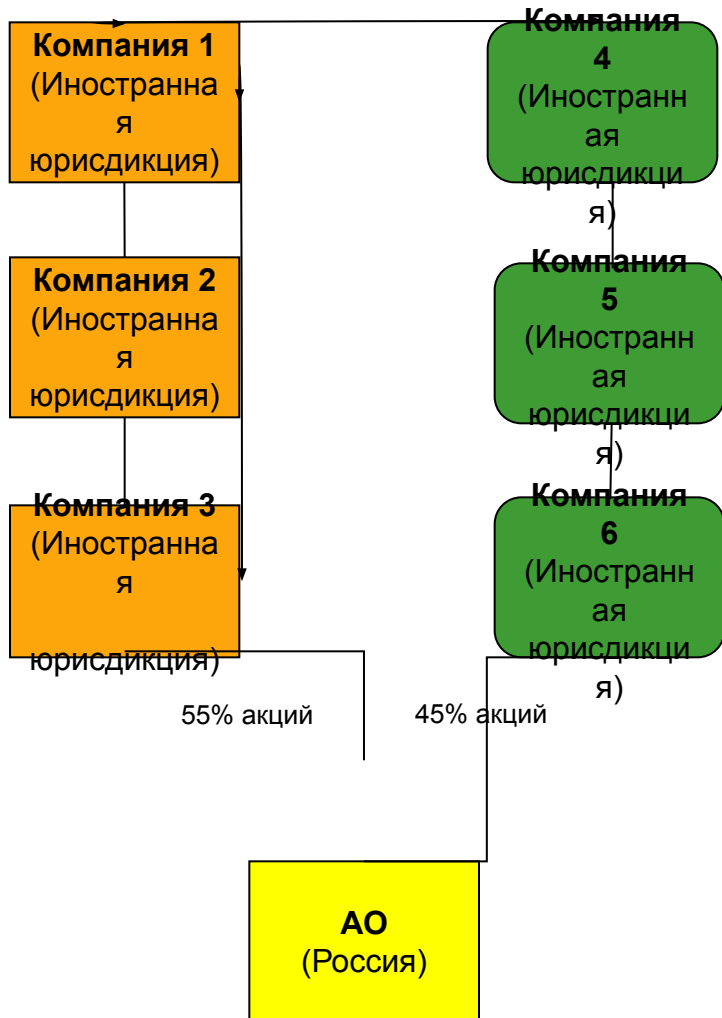 Компания 1
(Иностранна
я
юрисдикция)
Компания
4
(Иностранн
ая
юрисдикци
я)
Компания 2
(Иностранна
я
юрисдикция)
Компания
5
(Иностранн
ая
юрисдикци
я)
Компания 3
(Иностранна
я
юрисдикция)
Компания
6
(Иностранн
ая
юрисдикци
я)
55% акций
45% акций
АО
(Россия)